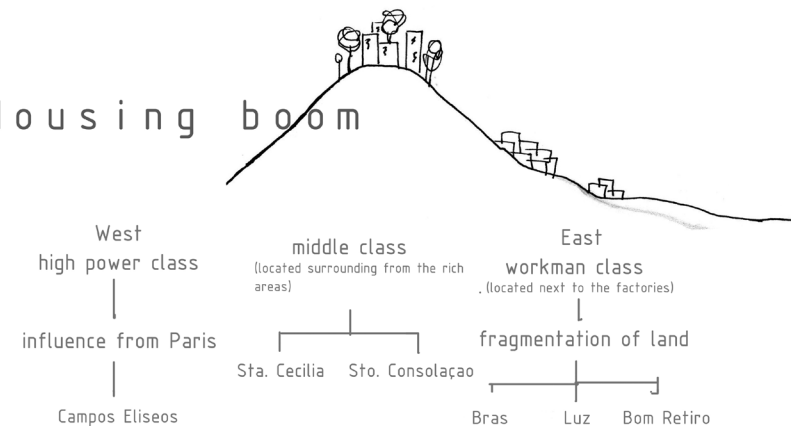 Housing boom
West
high power class
influence from Paris
Campos Eliseos
middle class
(located surrounding from the rich
areas)
Sta. Cecilia Sto. Consolaçao
East
workman class
. (located next to the factories)
fragmentation of land
Bras Luz Bom Retiro